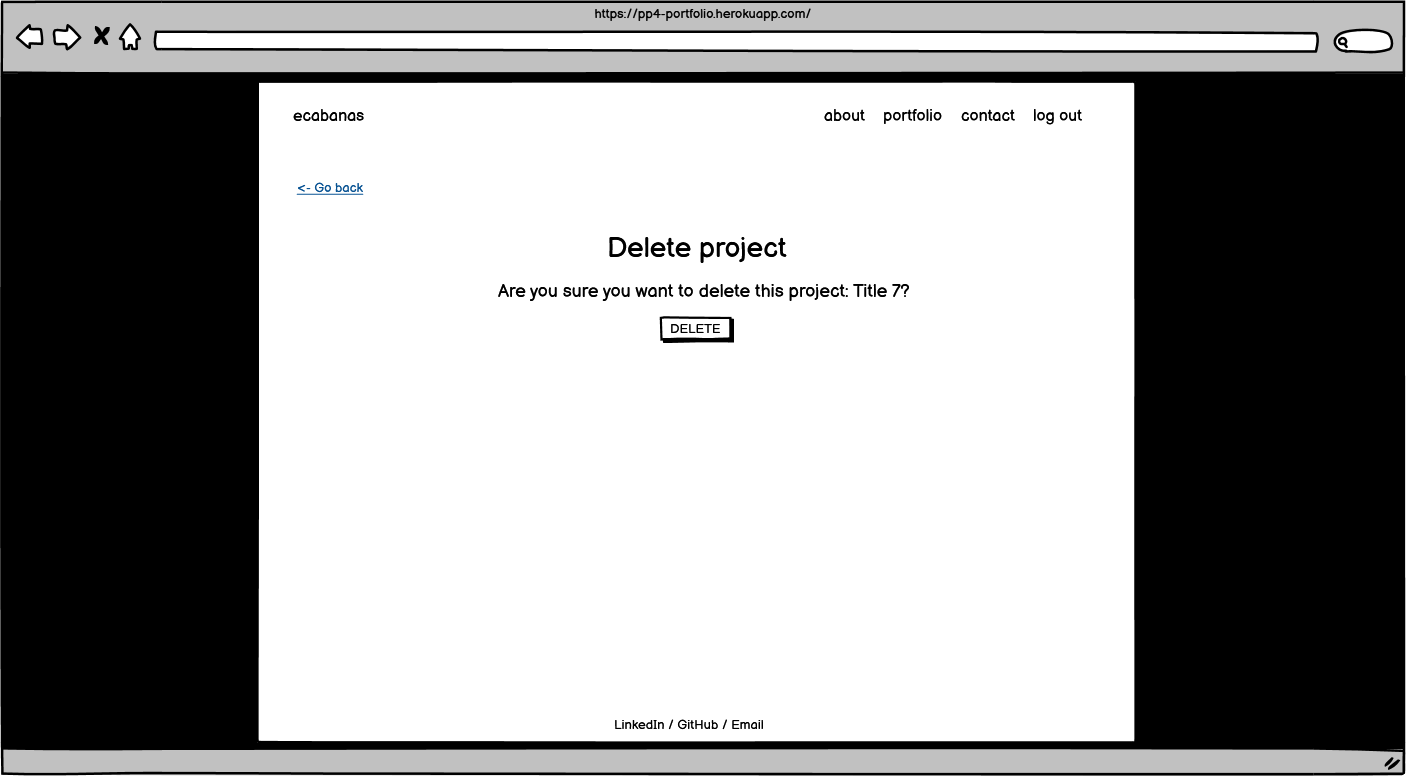 https://pp4-portfolio.herokuapp.com/
ecabanas about portfolio contact log out
<- Go back
Delete project
Are you sure you want to delete this project: Title 7?
DELETE
LinkedIn / GitHub / Email